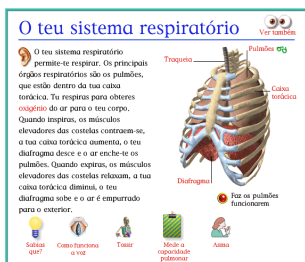 O teu sistema respiratório
Ver também
O teu sistema respiratório
permite-te respirar. Os principais
órgãos respiratórios são os pulmões,
que estão dentro da tua caixa
torácica. Tu respiras para obteres
oxigénio do ar para o teu corpo.
Quando inspiras, os músculos
elevadores das costelas contraem-se,
a tua caixa torácica aumenta, o teu
diafragma desce e o ar enche-te os
pulmões. Quando expiras, os músculos
elevadores das costelas relaxam, a tua
caixa torácica diminui, o teu
diafragma sobe e o ar é empurrado
para o exterior.
Pulmões
Traqueia
Caixa
torácica
Diafragma
Faz os pulmões
funcionarem
Sabias
que?
Como funciona
a voz
Tossir
Mede a
capacidade
pulmonar
Asma